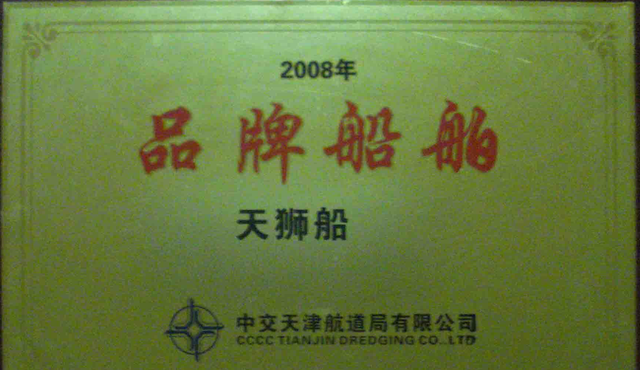 2008年
品牌船舶
天狮船
中交天津航道局有限公司
CCCC TIANJIN DREDGING CO.,LTD